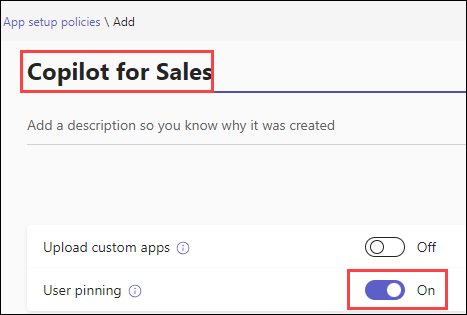 App setup policies \ Add
Copilot for Sales
Add a description so you know why it was created
Upload custom apps Off
User pinning On